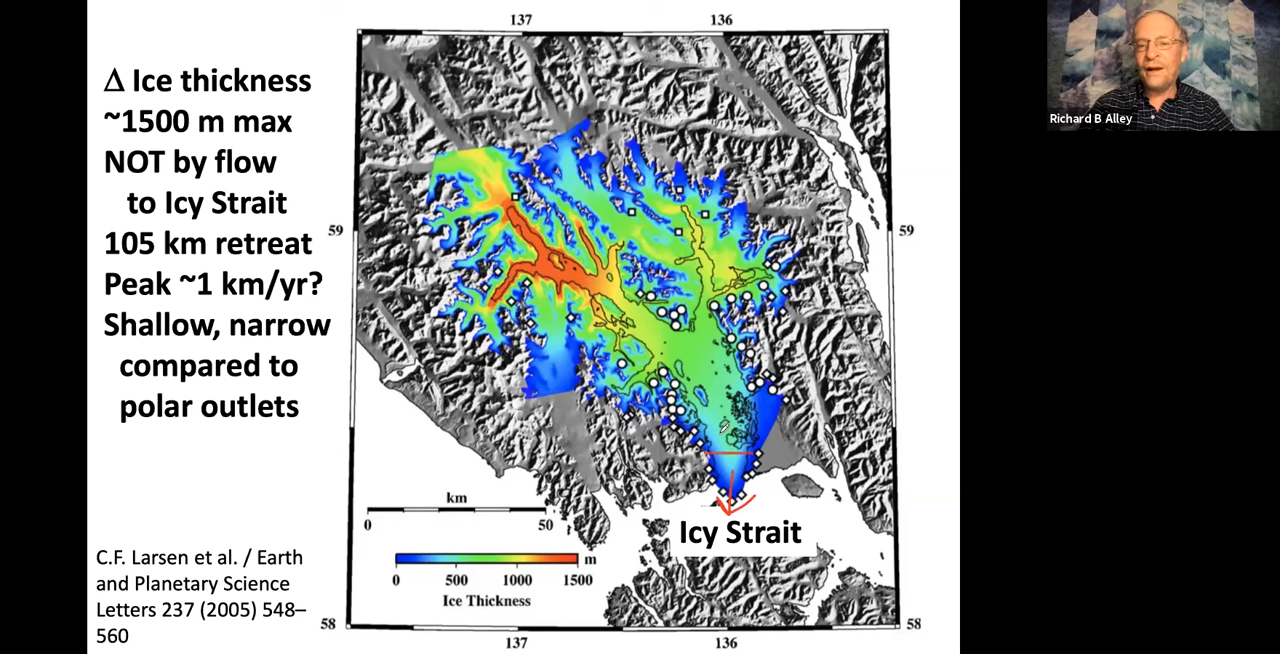 Δ Ice thickness
~1500 m max
NOT by flow
to Icy Strait
105 km retreat
Peak ~1 km/yr?
Shallow, narrow
compared to
polar outlets
C.F. Larsen et al. / Earth
and Planetary Science
Letters 237 (2005) 548–
560
137 136
59 59
km
0 50
m
0 500 1000 1500
Ice Thickness
Icy Strait
58 58
137 136
Richard B Alley